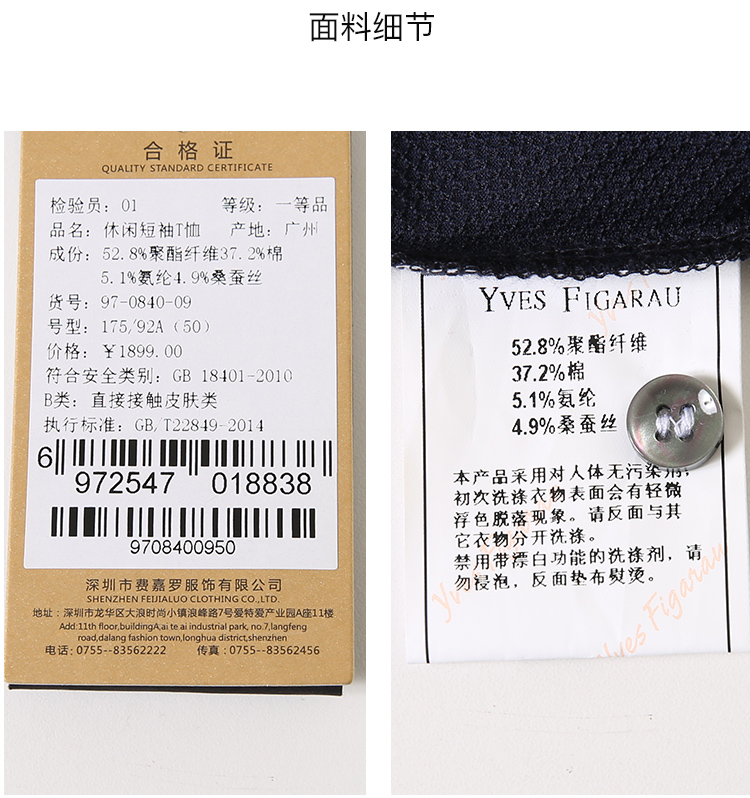 面料细节
合格证
QUALITY STANDARD CERTIFICATE
检验员：01 等级：一等品
品名：休闲短袖T恤 产地：广州
成份：52.8%聚酯纤维37.2%棉
5.1%氨纶4.9%桑蚕丝
货号：97-0840-09
号型：175/92A（50）
价格：￥1899.00
符合安全类别：GB 18401-2010
B类：直接接触皮肤类
执行标准：GB/T22849-2014
6 972547 018838
9708400950
深圳市费嘉罗服饰有限公司
SHENZHEN FEIJIALUO CLOTHING CO.,LTD.
地址：深圳市龙华区大浪时尚小镇浪峰路7号爱特爱产业园A座11楼
Add:11th floor,buildingA,ai te ai industrial park, no.7,langfeng
road,dalang fashion town,longhua district,shenzhen
电话：0755--83562222 传真：0755--83562456
YVES FIGARAU
52.8%聚酯纤维
37.2%棉
5.1%氨纶
4.9%桑蚕丝
本产品采用对人体无污染剂，
初次洗涤衣物表面会有轻微
浮色脱落现象。请反面与其
它衣物分开洗涤。
禁用带漂白功能的洗涤剂，请
勿浸泡，反面垫布熨烫。
Yves Figarau